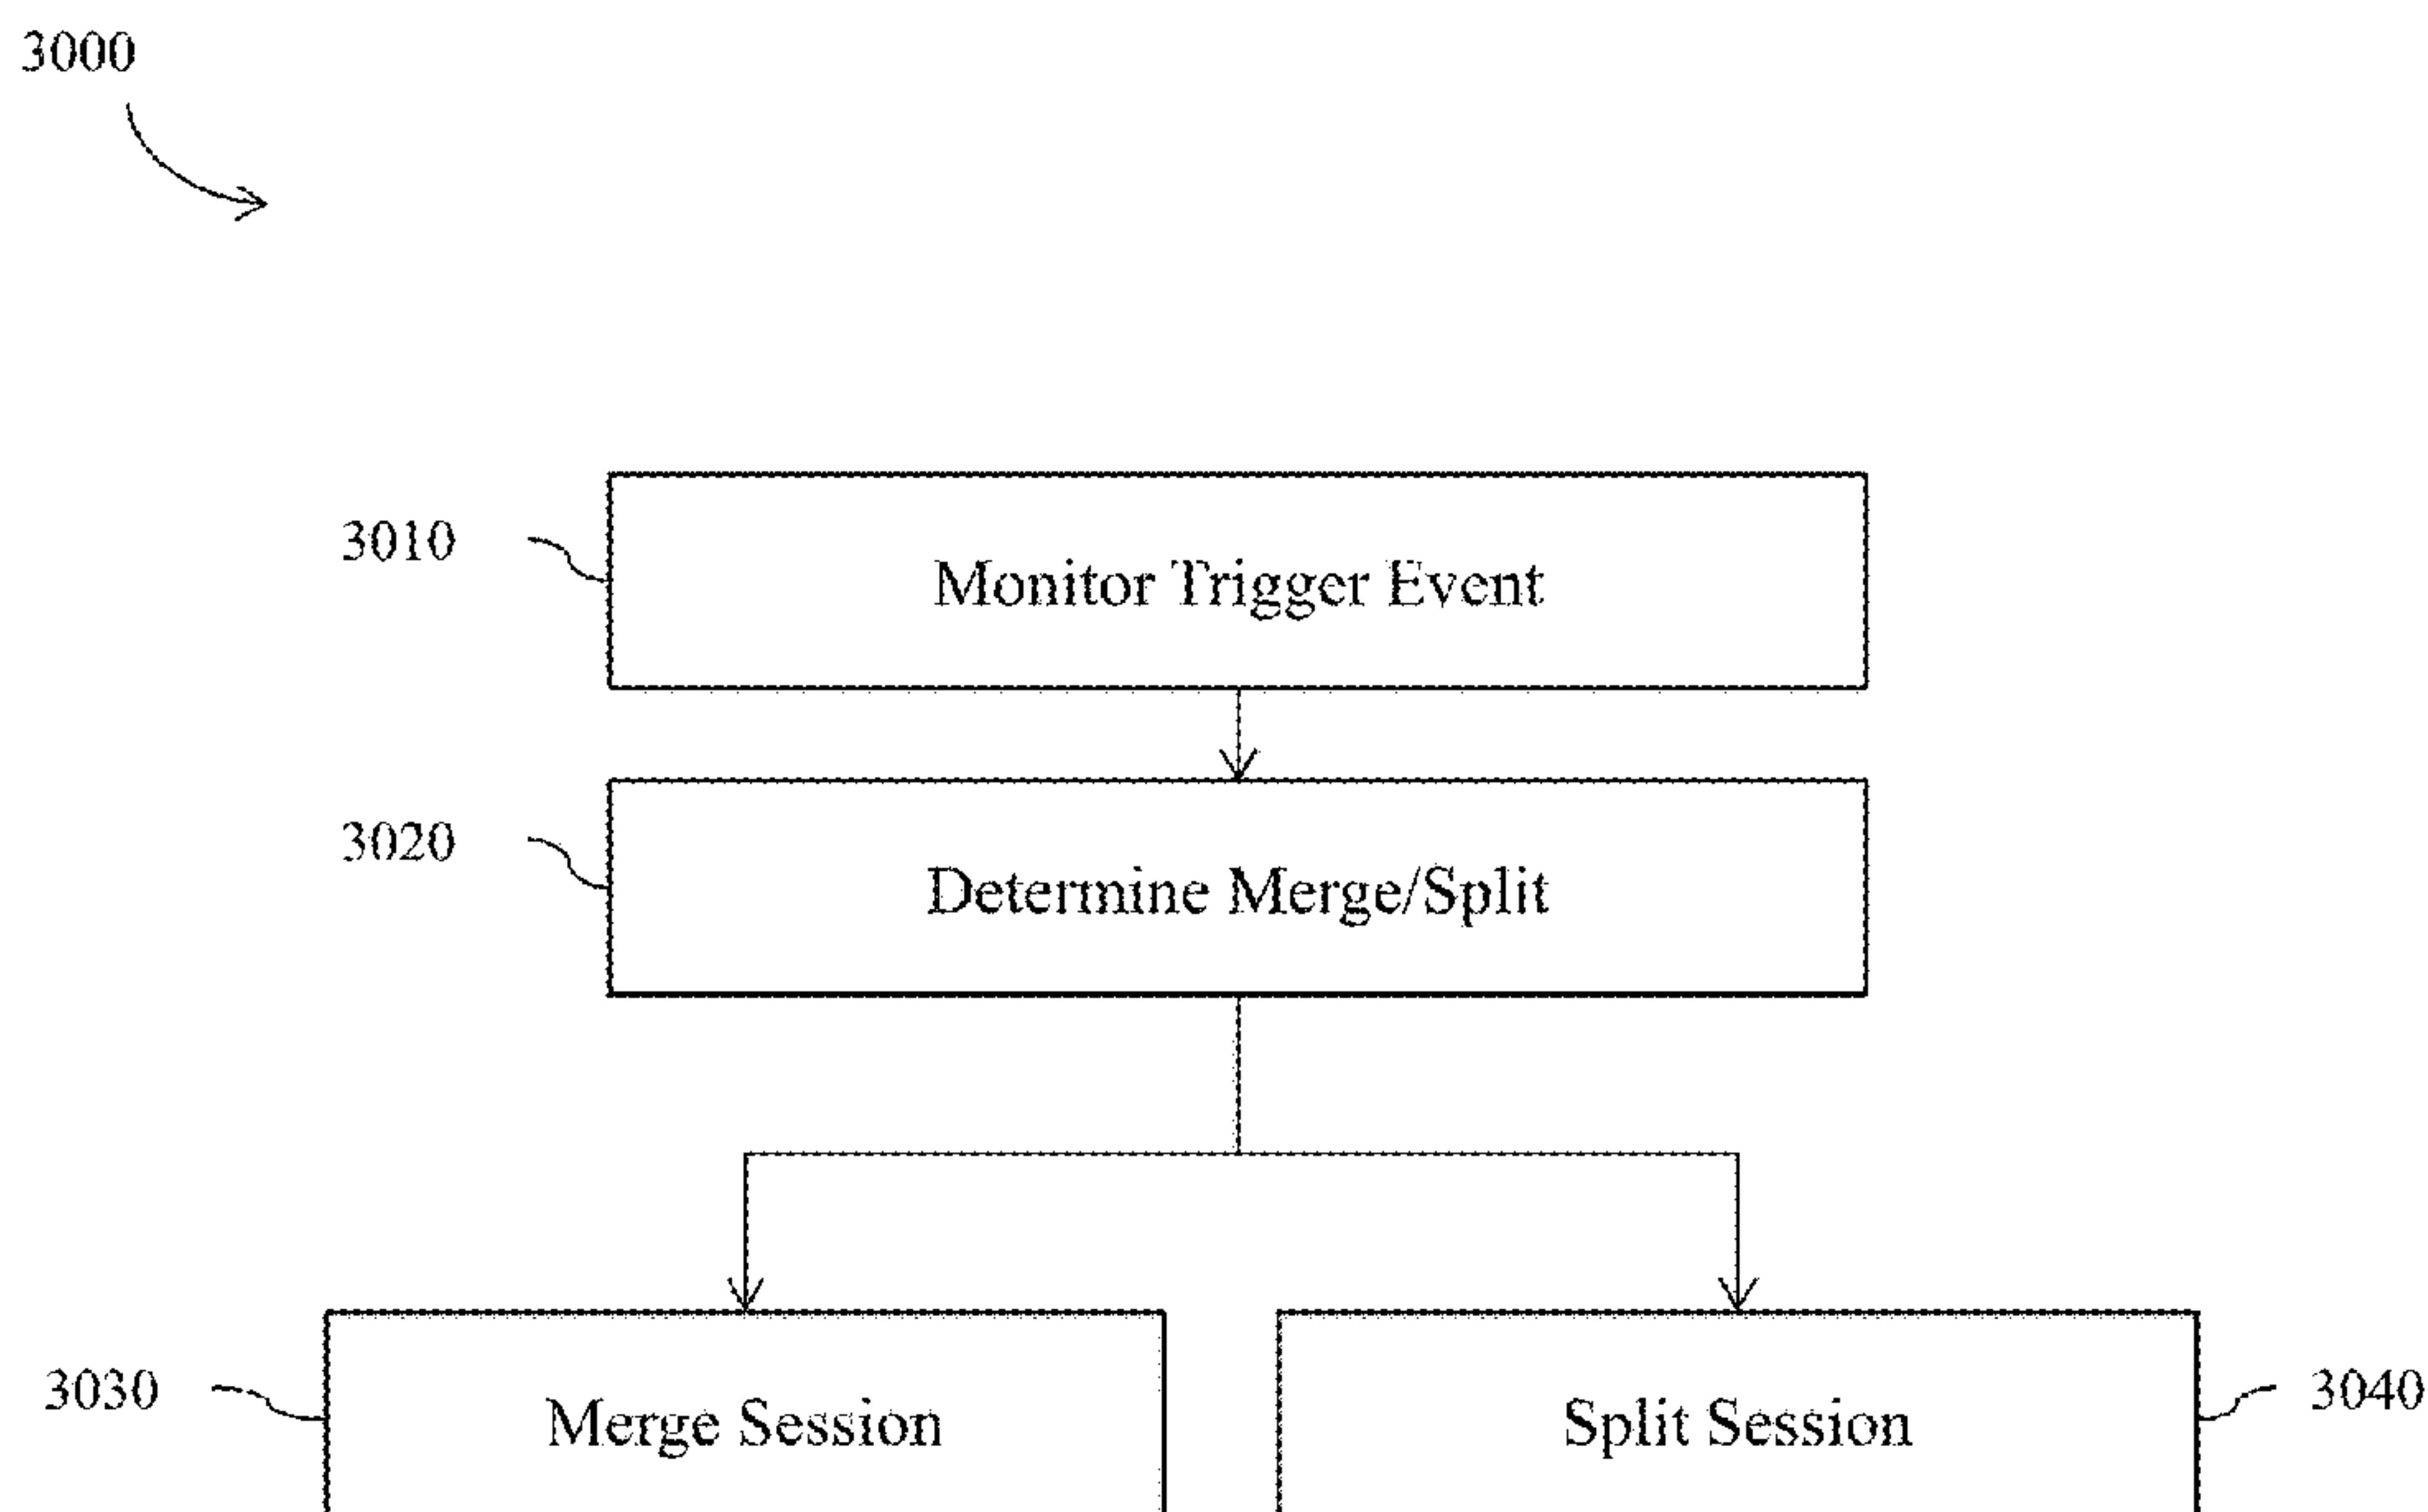 3000
3010
Monitor Trigger Event
3020
Determine Merge/Split
3030
Merge Session
Split Session
3040